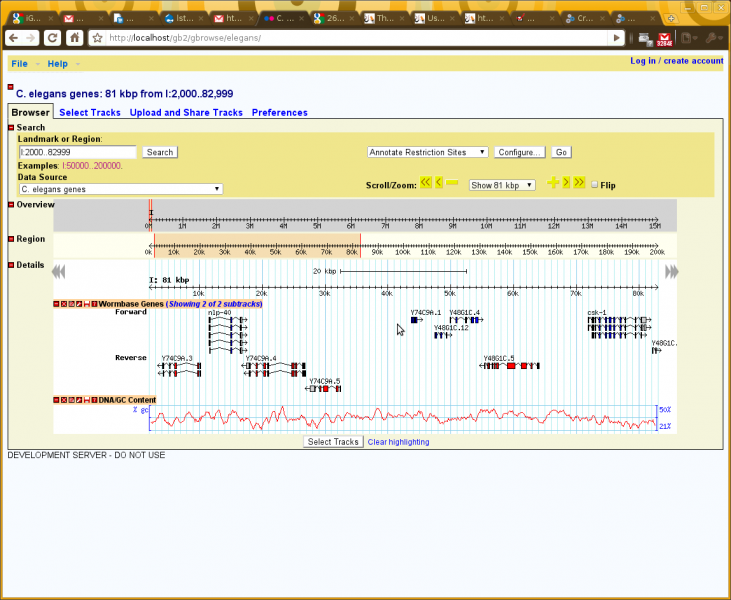 iG...
Ist...
ht...
C. ...
26...
Th...
Us...
ht...
Cr...
http://localhost/gb2/gbrowse/elegans/
File Help
Log in / create account
C. elegans genes: 81 kbp from I:2,000..82,999
Browser Select Tracks Upload and Share Tracks Preferences
Search
Landmark or Region:
I:2000..82999 Search Annotate Restriction Sites Configure... Go
Examples: I:50000..200000.
Data Source
C. elegans genes Scroll/Zoom: Show 81 kbp Flip
Overview
I
0M 1M 2M 3M 4M 5M 6M 7M 8M 9M 10M 11M 12M 13M 14M 15M
Region
0k 10k 20k 30k 40k 50k 60k 70k 80k 90k 100k 110k 120k 130k 140k 150k 160k 170k 180k 190k 200k
Details
20 kbp
I: 81 kbp
10k 20k 30k 40k 50k 60k 70k 80k
Wormbase Genes (Showing 2 of 2 subtracks)
Forward nlp-40 Y74C9A.1 Y48G1C.4 csk-1
Y48G1C.12 Y48G1C.
Reverse Y74C9A.3 Y74C9A.4 Y48G1C.5
Y74C9A.5
DNA/GC Content
% gc 50%
21%
Select Tracks Clear highlighting
DEVELOPMENT SERVER - DO NOT USE